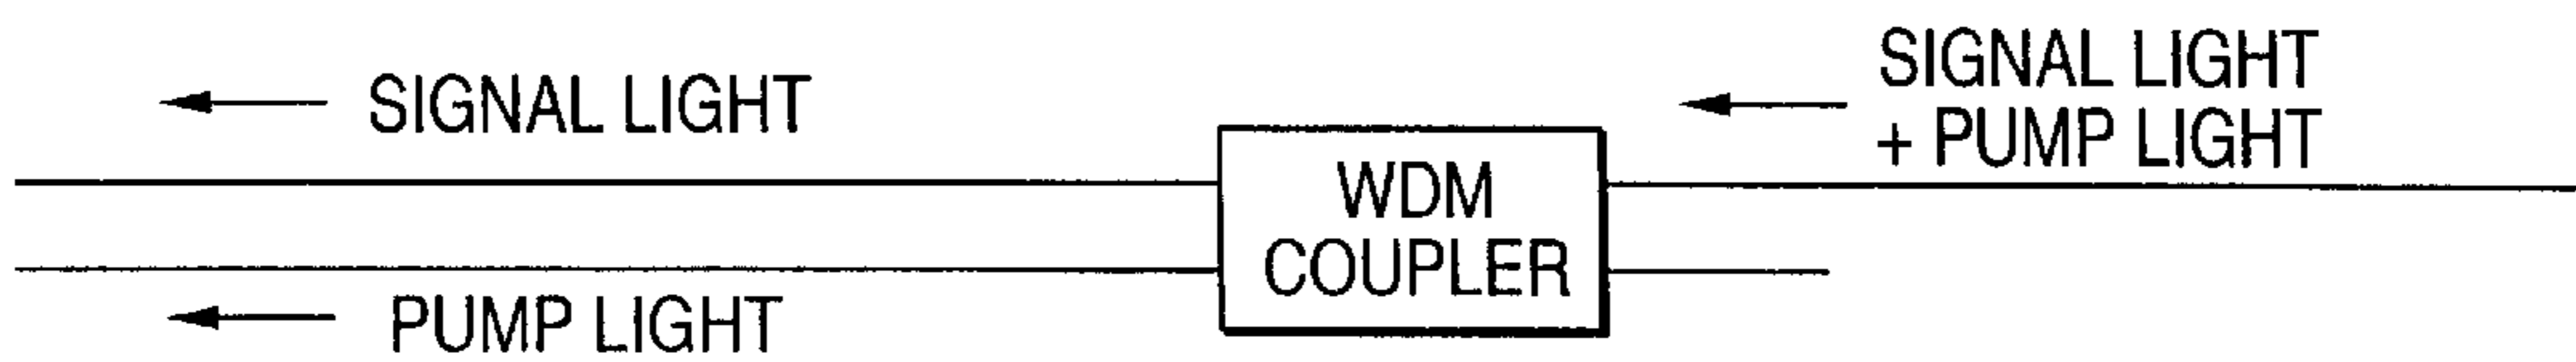 SIGNAL LIGHT
SIGNAL LIGHT
+ PUMP LIGHT
WDM
COUPLER
PUMP LIGHT